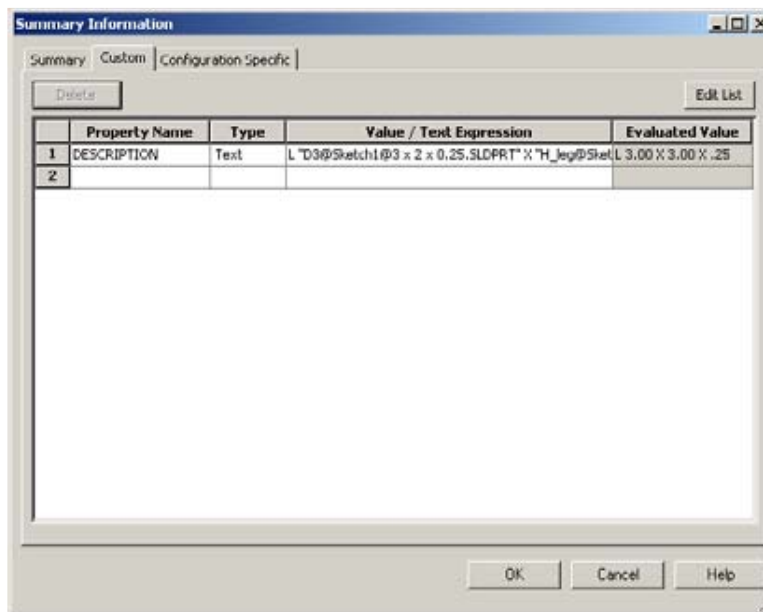 Summary Information
Summary Custom Configuration Specific
Delete Edit List
Property Name Type Value / Text Expression Evaluated Value
1 DESCRIPTION Text L "D3@Sketch1@3 x 2 x 0.25.SLDPRT" X "H_leg@Sket L 3.00 X 3.00 X .25
2
OK Cancel Help